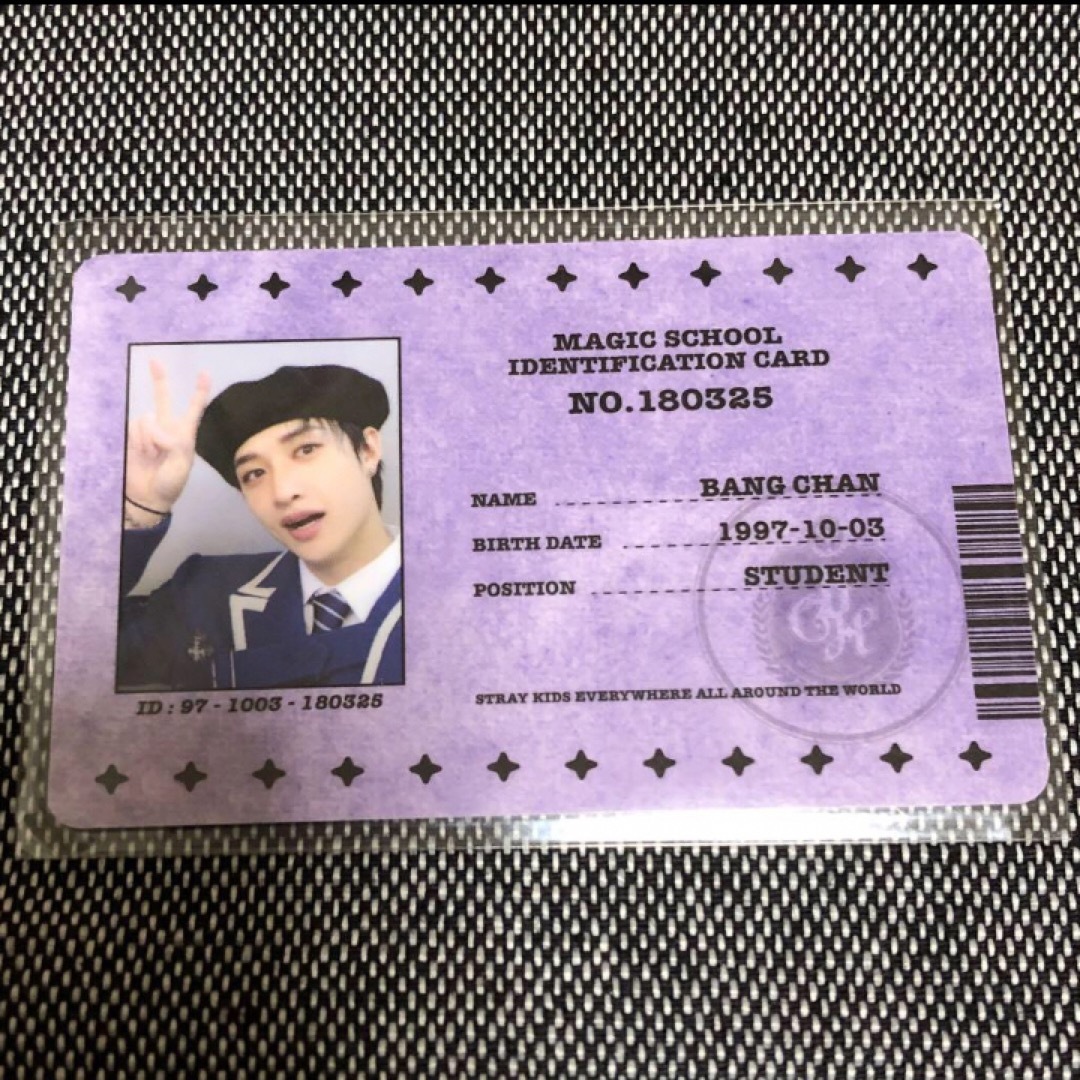 MAGIC SCHOOL
IDENTIFICATION CARD
NO.180325
NAME BANG CHAN
BIRTH DATE 1997-10-03
POSITION STUDENT
ID : 97 - 1003 - 180325
STRAY KIDS EVERYWHERE ALL AROUND THE WORLD